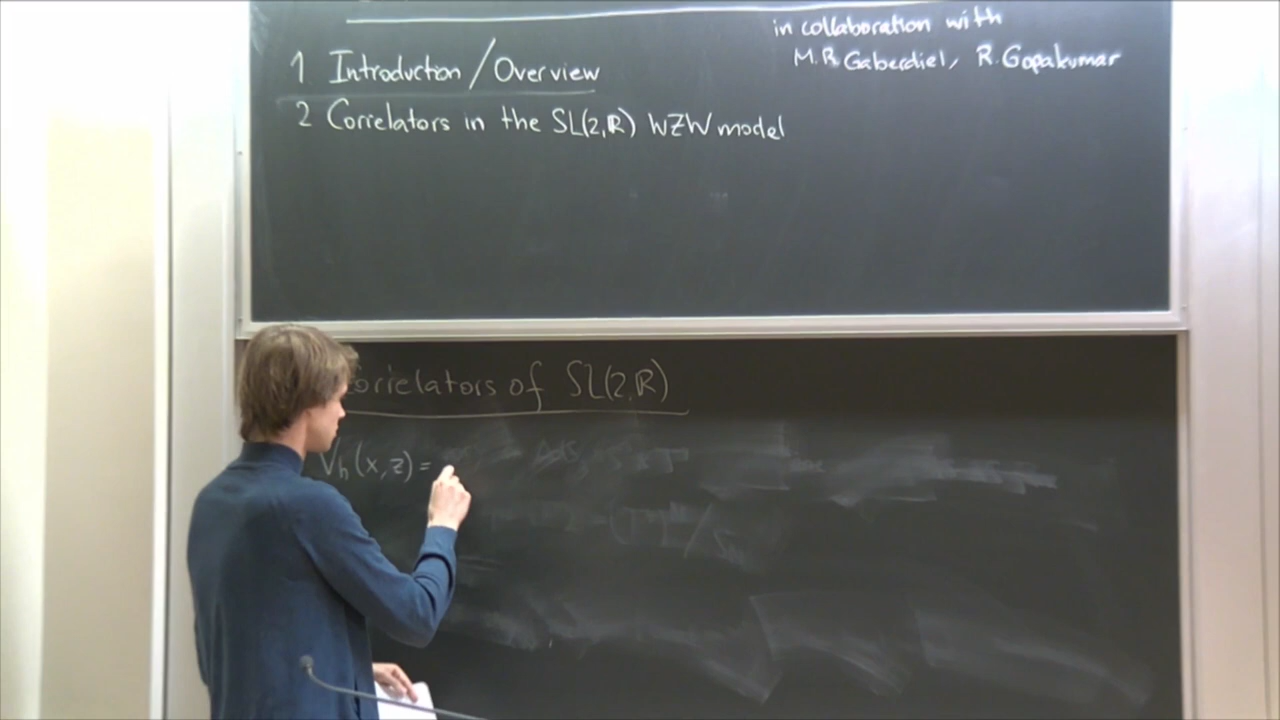 in collaboration with
M.R. Gaberdiel, R. Gopakumar
1 Introduction / Overview
2 Correlators in the SL(2,ℝ) WZW model
Correlators of SL(2,ℝ)
V_h(x,z) =